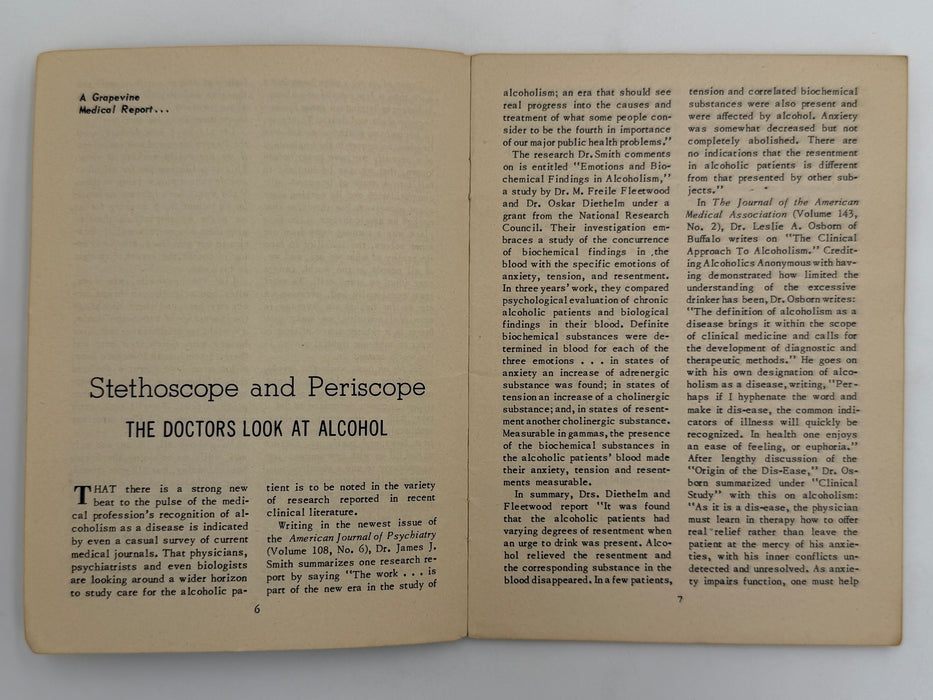 A Grapevine
Medical Report...
Stethoscope and Periscope
THE DOCTORS LOOK AT ALCOHOL
THAT there is a strong new
beat to the pulse of the medi-
cal profession's recognition of al-
coholism as a disease is indicated
by even a casual survey of current
medical journals. That physicians,
psychiatrists and even biologists
are looking around a wider horizon
to study care for the alcoholic pa-
tient is to be noted in the variety
of research reported in recent
clinical literature.
Writing in the newest issue of
the American Journal of Psychiatry
(Volume 108, No. 6), Dr. James J.
Smith summarizes one research re-
port by saying "The work . . . is
part of the new era in the study of
6
alcoholism; an era that should see
real progress into the causes and
treatment of what some people con-
sider to be the fourth in importance
of our major public health problems."
The research Dr. Smith comments
on is entitled "Emotions and Bio-
chemical Findings in Alcoholism,"
a study by Dr. M. Freile Fleetwood
and Dr. Oskar Diethelm under a
grant from the National Research
Council. Their investigation em-
braces a study of the concurrence
of biochemical findings in the
blood with the specific emotions of
anxiety, tension, and resentment.
In three years' work, they compared
psychological evaluation of chronic
alcoholic patients and biological
findings in their blood. Definite
biochemical substances were de-
termined in blood for each of the
three emotions . . . in states of
anxiety an increase of adrenergic
substance was found; in states of
tension an increase of a cholinergic
substance; and, in states of resent-
ment another cholinergic substance.
Measurable in gammas, the presence
of the biochemical substances in
the alcoholic patients' blood made
their anxiety, tension and resent-
ments measurable.
In summary, Drs. Diethelm and
Fleetwood report "It was found
that the alcoholic patients had
varying degrees of resentment when
an urge to drink was present. Alco-
hol relieved the resentment and
the corresponding substance in the
blood disappeared. In a few patients,
tension and correlated biochemical
substances were also present and
were affected by alcohol. Anxiety
was somewhat decreased but not
completely abolished. There are
no indications that the resentment
in alcoholic patients is different
from that presented by other sub-
jects."
In The Journal of the American
Medical Association (Volume 143,
No. 2), Dr. Leslie A. Osborn of
Buffalo writes on "The Clinical
Approach To Alcoholism." Credit-
ing Alcoholics Anonymous with hav-
ing demonstrated how limited the
understanding of the excessive
drinker has been, Dr. Osborn writes:
"The definition of alcoholism as a
disease brings it within the scope
of clinical medicine and calls for
the development of diagnostic and
therapeutic methods." He goes on
with his own designation of alco-
holism as a disease, writing, "Per-
haps if I hyphenate the word and
make it dis-ease, the common indi-
cators of illness will quickly be
recognized. In health one enjoys
an ease of feeling, or euphoria."
After lengthy discussion of the
"Origin of the Dis-Ease," Dr. Os-
born summarized under "Clinical
Study" with this on alcoholism:
"As it is a dis-ease, the physician
must learn in therapy how to offer
real relief rather than leave the
patient at the mercy of his anxie-
ties, with his inner conflicts un-
detected and unresolved. As anxie-
ty impairs function, one must help
7